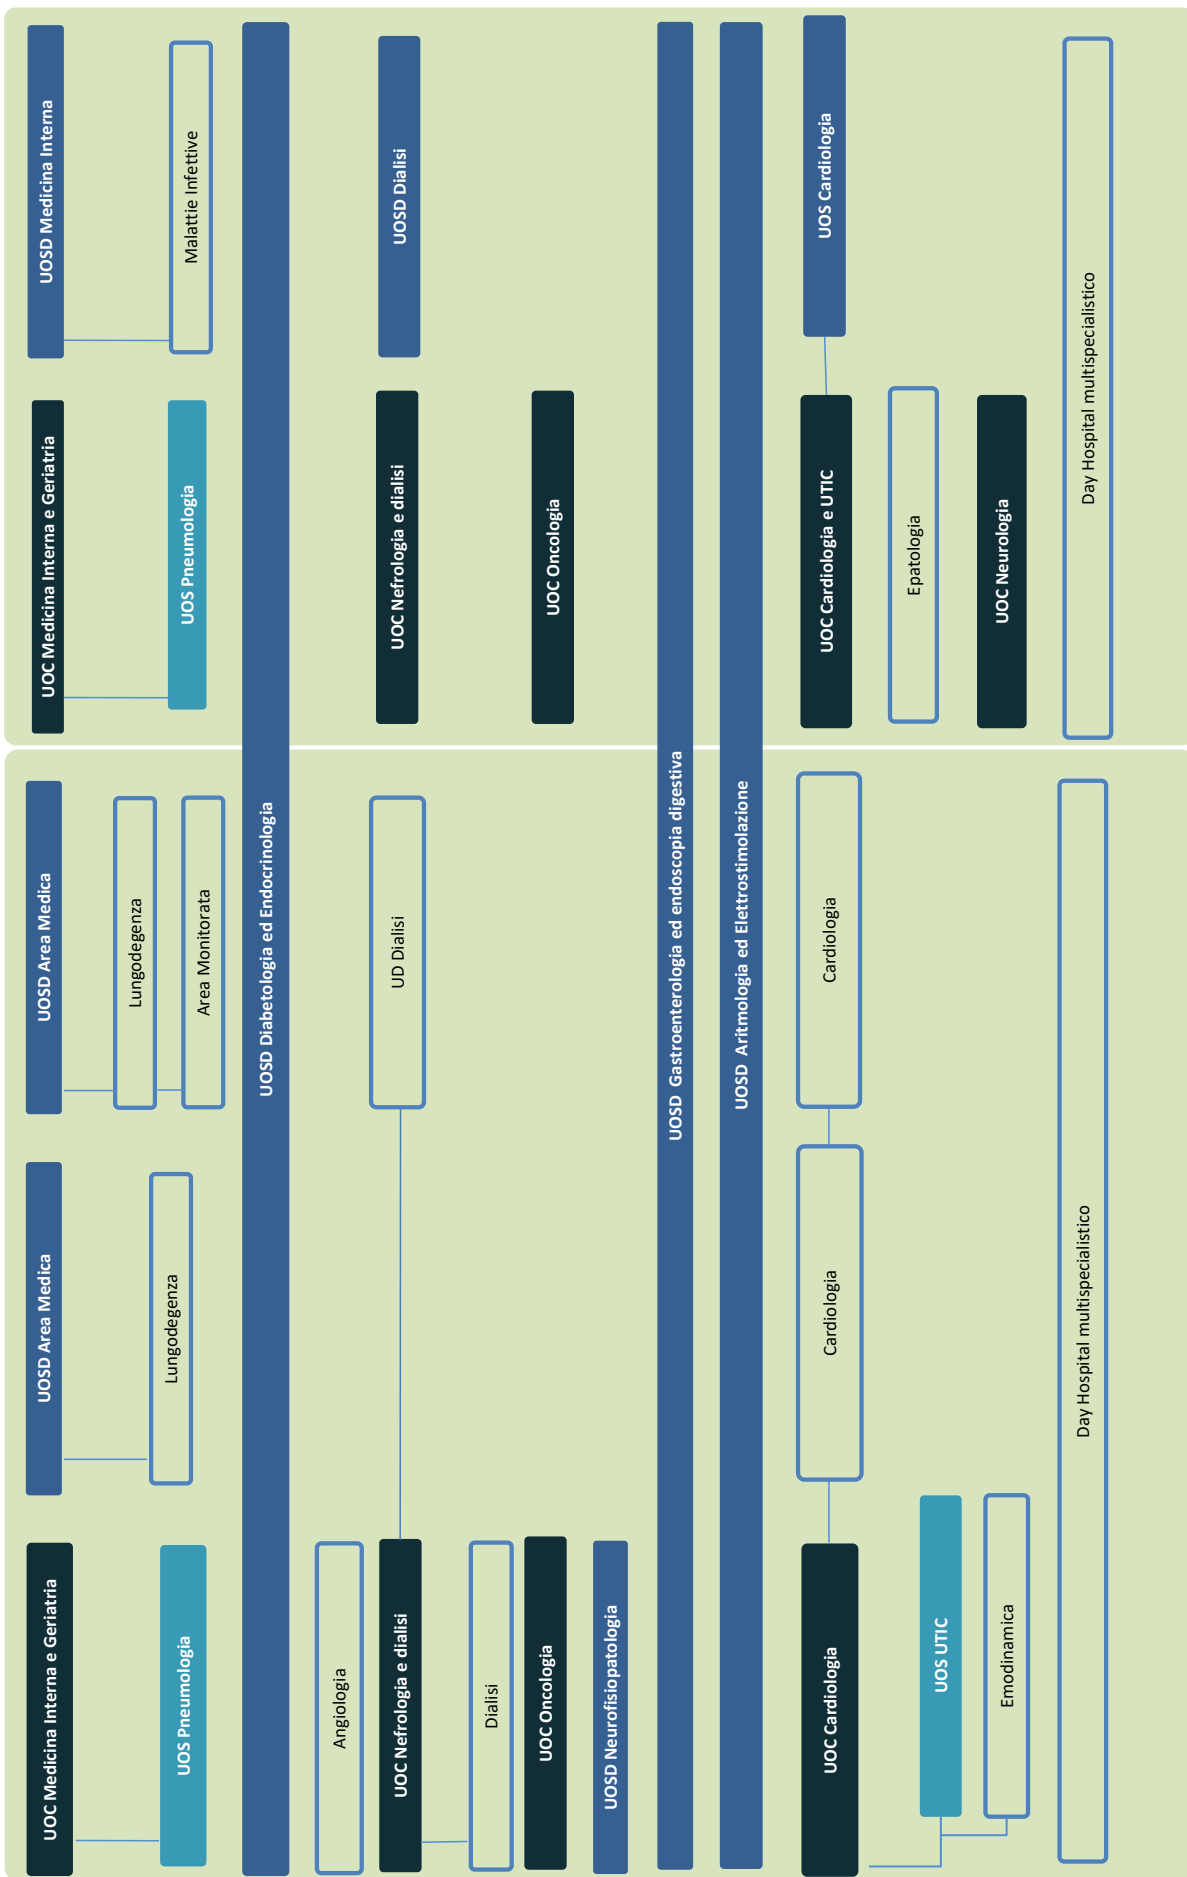 UOC Medicina Interna e Geriatria
UOSD Area Medica
UOSD Area Medica
UOC Medicina Interna e Geriatria
UOSD Medicina Interna
Lungodegenza
UOS Pneumologia
Lungodegenza
Area Monitorata
UOS Pneumologia
Malattie Infettive
UOSD Diabetologia ed Endocrinologia
Angiologia
UOC Nefrologia e dialisi
UD Dialisi
UOC Nefrologia e dialisi
UOSD Dialisi
Dialisi
UOC Oncologia
UOC Oncologia
UOSD Neurofisiopatologia
UOSD Gastroenterologia ed endoscopia digestiva
UOSD Aritmologia ed Elettrostimolazione
UOC Cardiologia
Cardiologia
Cardiologia
UOC Cardiologia e UTIC
UOS Cardiologia
UOS UTIC
Epatologia
Emodinamica
UOC Neurologia
Day Hospital multispecialistico
Day Hospital multispecialistico